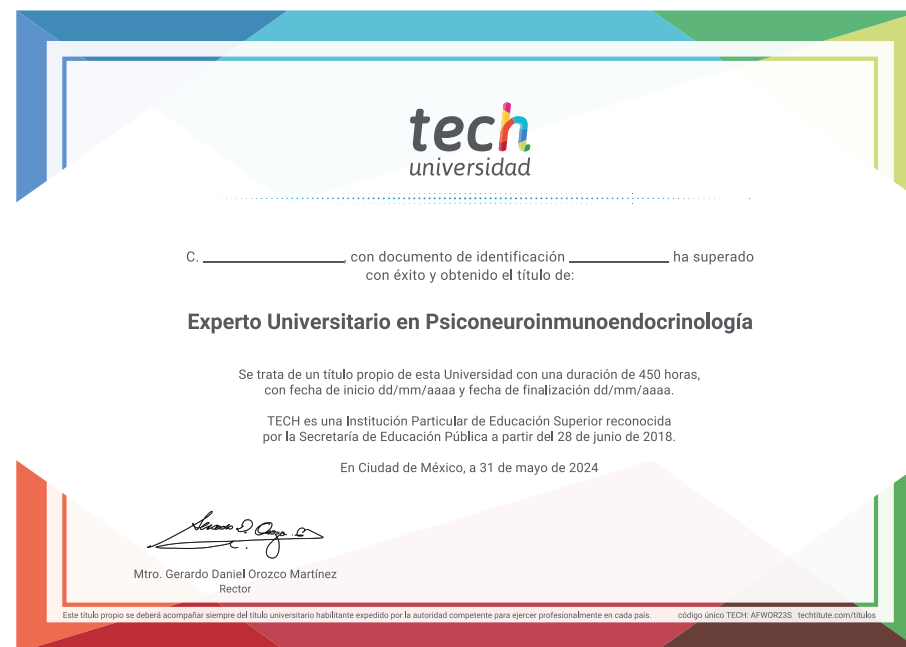 tech
universidad
C. ____________, con documento de identificación ____________ ha superado
con éxito y obtenido el título de:
Experto Universitario en Psiconeuroinmunoendocrinología
Se trata de un título propio de esta Universidad con una duración de 450 horas,
con fecha de inicio dd/mm/aaaa y fecha de finalización dd/mm/aaaa.
TECH es una Institución Particular de Educación Superior reconocida
por la Secretaría de Educación Pública a partir del 28 de junio de 2018.
En Ciudad de México, a 31 de mayo de 2024
Mtro. Gerardo Daniel Orozco Martínez
Rector
Este título propio se deberá acompañar siempre del título universitario habilitante expedido por la autoridad competente para ejercer profesionalmente en cada país. código único TECH: AFWOR23S techtitute.com/titulos